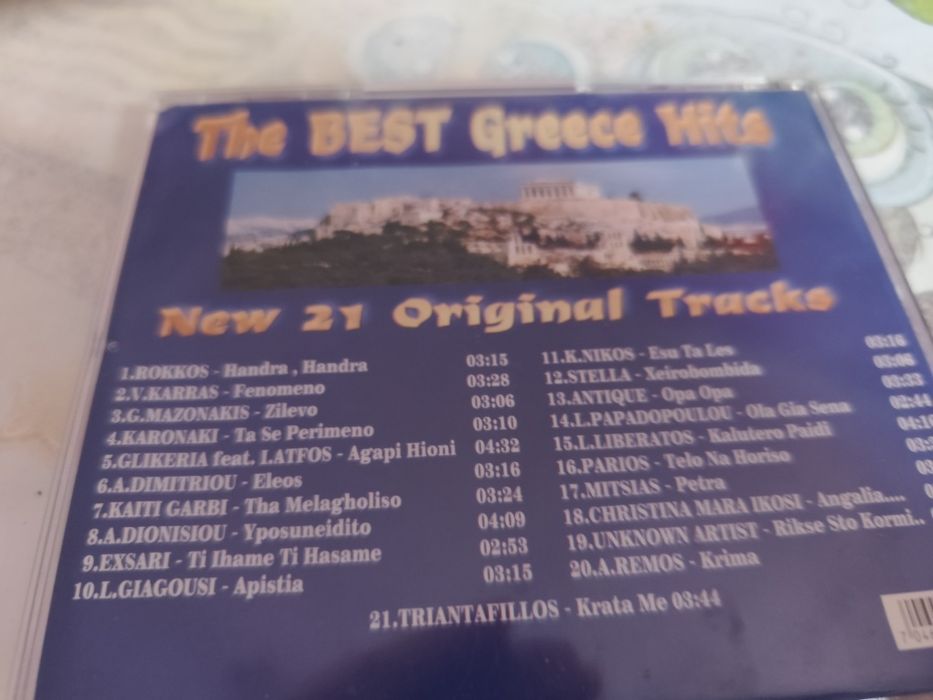 The BEST Greece Hits
New 21 Original Tracks
1.ROKKOS - Handra , Handra 03:15
2.V.KARRAS - Fenomeno 03:28
3.G.MAZONAKIS - Zilevo 03:06
4.KARONAKI - Ta Se Perimeno 03:10
5.GLIKERIA feat. LATFOS - Agapi Hioni 04:32
6.A.DIMITRIOU - Eleos 03:16
7.KAITI GARBI - Tha Melagholiso 03:24
8.A.DIONISIOU - Yposuneidito 04:09
9.EXSARI - Ti Ihame Ti Hasame 02:53
10.L.GIAGOUSI - Apistia 03:15
11.K.NIKOS - Esu Ta Les 03:16
12.STELLA - Xeirobombida 03:06
13.ANTIQUE - Opa Opa 03:33
14.L.PAPADOPOULOU - Ola Gia Sena 02:44
15.L.LIBERATOS - Kalutero Paidi
16.PARIOS - Telo Na Horiso
17.MITSIAS - Petra
18.CHRISTINA MARA IKOSI - Angalia....
19.UNKNOWN ARTIST - Rikse Sto Kormi..
20.A.REMOS - Krima
21.TRIANTAFILLOS - Krata Me 03:44